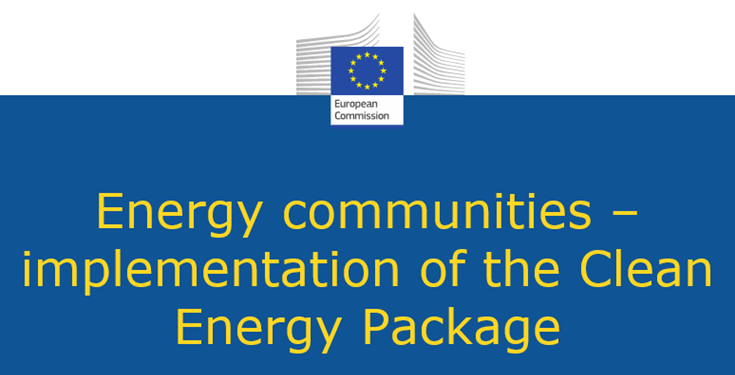 European
Commission
Energy communities –
implementation of the Clean
Energy Package